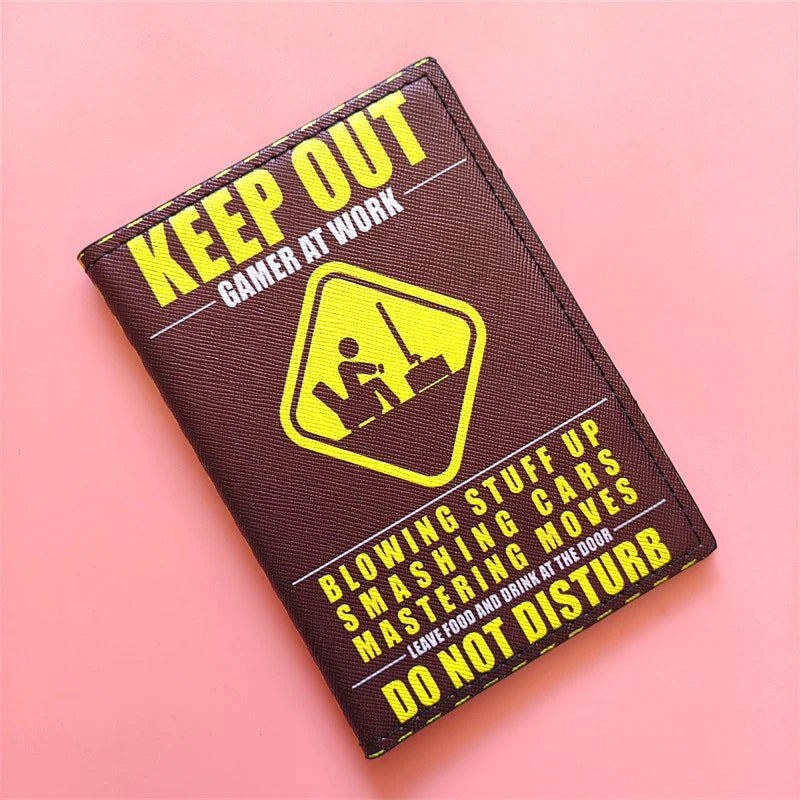 KEEP OUT
GAMER AT WORK
BLOWING STUFF UP
SMASHING CARS
MASTERING MOVES
LEAVE FOOD AND DRINK AT THE DOOR
DO NOT DISTURB